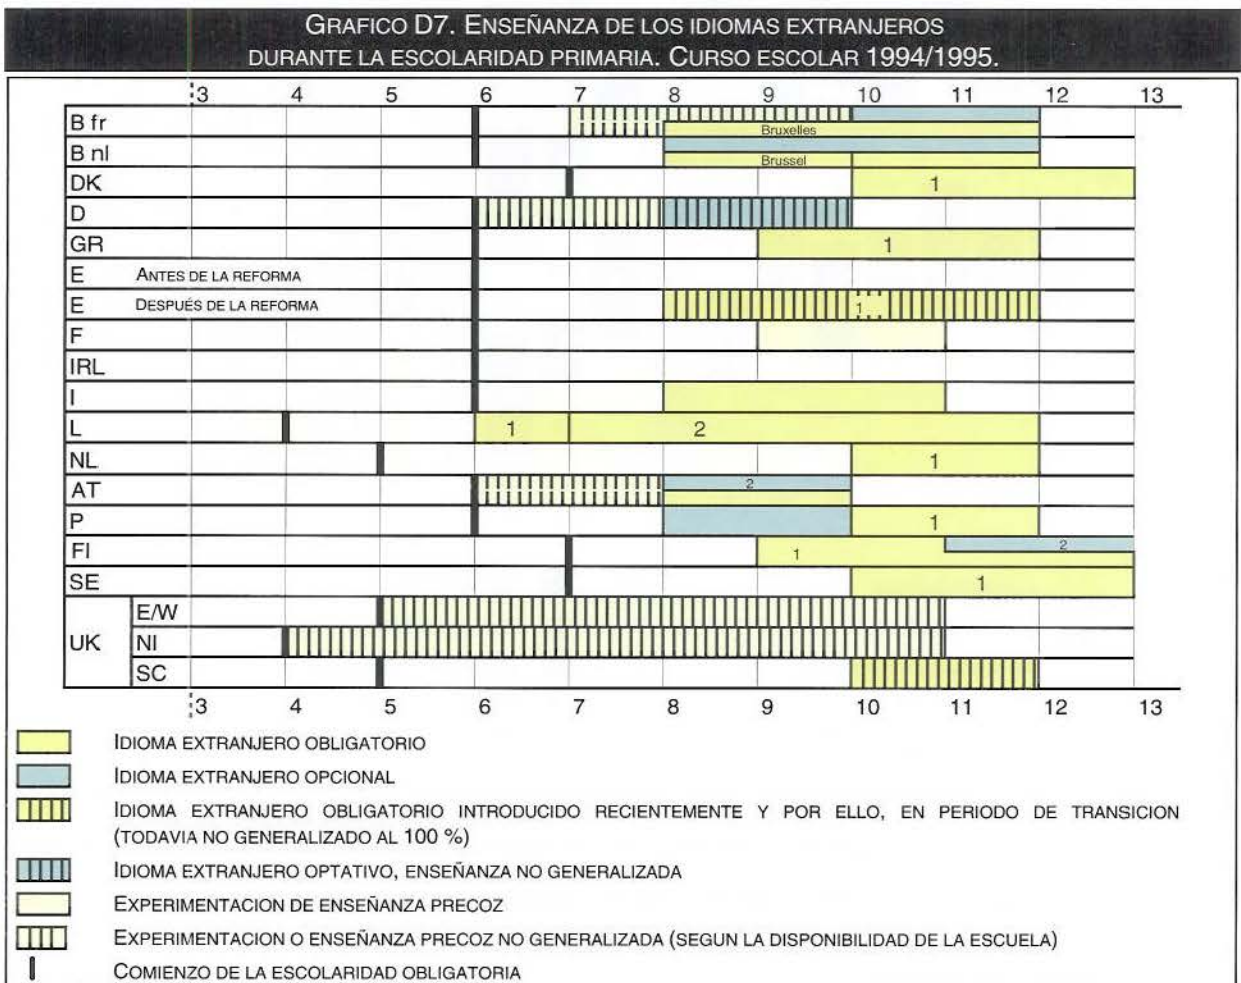 GRAFICO D7. ENSEÑANZA DE LOS IDIOMAS EXTRANJEROS
DURANTE LA ESCOLARIDAD PRIMARIA. CURSO ESCOLAR 1994/1995.
3 4 5 6 7 8 9 10 11 12 13
B fr
Bruxelles
B nl
Brussel
DK 1
D
GR 1
E ANTES DE LA REFORMA
E DESPUÉS DE LA REFORMA 1
F
IRL
I
L 1 2
NL 1
AT 2
P 1
FI 1 2
SE 1
UK
E/W
NI
SC
3 4 5 6 7 8 9 10 11 12 13
IDIOMA EXTRANJERO OBLIGATORIO
IDIOMA EXTRANJERO OPCIONAL
IDIOMA EXTRANJERO OBLIGATORIO INTRODUCIDO RECIENTEMENTE Y POR ELLO, EN PERIODO DE TRANSICION
(TODAVIA NO GENERALIZADO AL 100 %)
IDIOMA EXTRANJERO OPTATIVO, ENSEÑANZA NO GENERALIZADA
EXPERIMENTACION DE ENSEÑANZA PRECOZ
EXPERIMENTACION O ENSEÑANZA PRECOZ NO GENERALIZADA (SEGUN LA DISPONIBILIDAD DE LA ESCUELA)
COMIENZO DE LA ESCOLARIDAD OBLIGATORIA